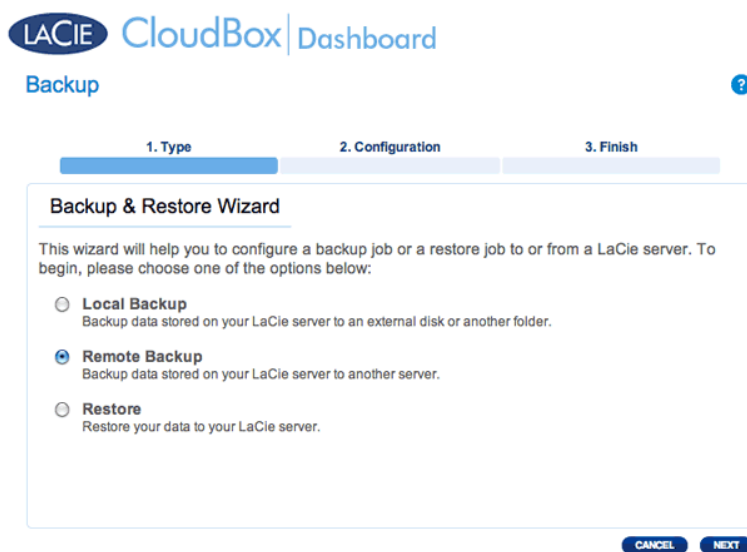 LACIE CloudBox Dashboard
Backup
?
1. Type 2. Configuration 3. Finish
Backup & Restore Wizard
This wizard will help you to configure a backup job or a restore job to or from a LaCie server. To
begin, please choose one of the options below:
Local Backup
Backup data stored on your LaCie server to an external disk or another folder.
Remote Backup
Backup data stored on your LaCie server to another server.
Restore
Restore your data to your LaCie server.
CANCEL NEXT